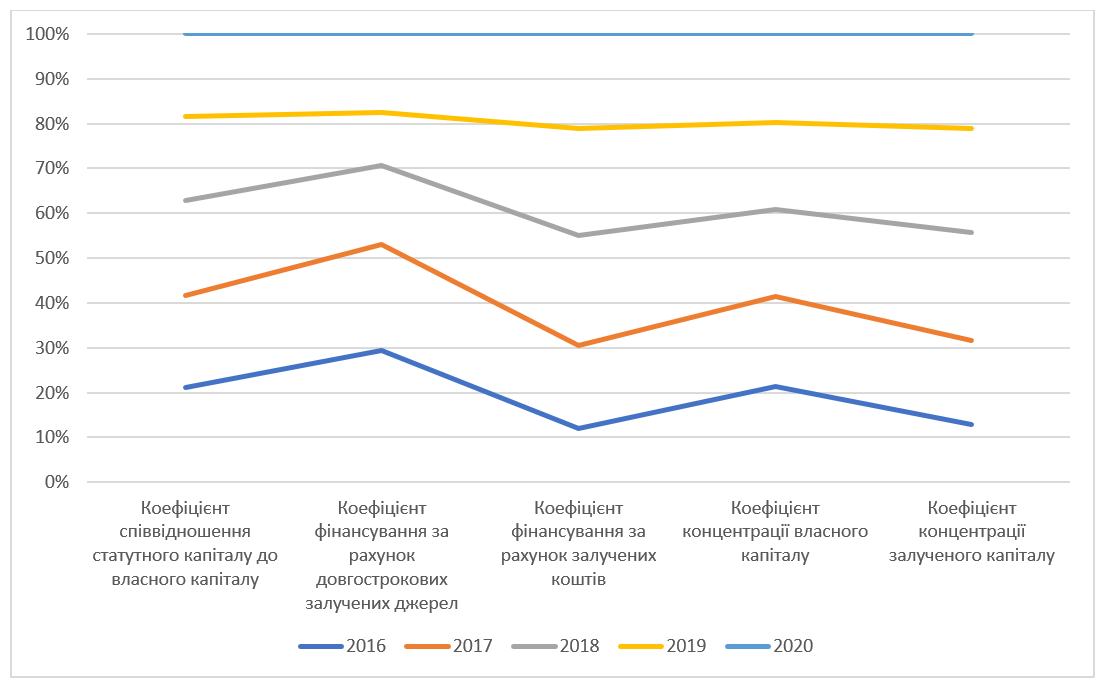 100%
90%
80%
70%
60%
50%
40%
30%
20%
10%
0%
Коефіцієнт
співвідношення
статутного капіталу до
власного капіталу
Коефіцієнт
фінансування за
рахунок
довгострокових
залучених джерел
Коефіцієнт
фінансування за
рахунок залучених
коштів
Коефіцієнт
концентрації власного
капіталу
Коефіцієнт
концентрації
залученого капіталу
2016 2017 2018 2019 2020